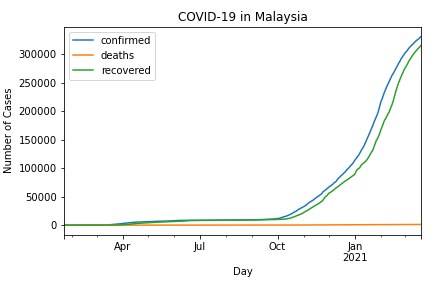 COVID-19 in Malaysia
confirmed
deaths
recovered
Number of Cases
300000
250000
200000
150000
100000
50000
0
Apr
Jul
Oct
Jan
2021
Day